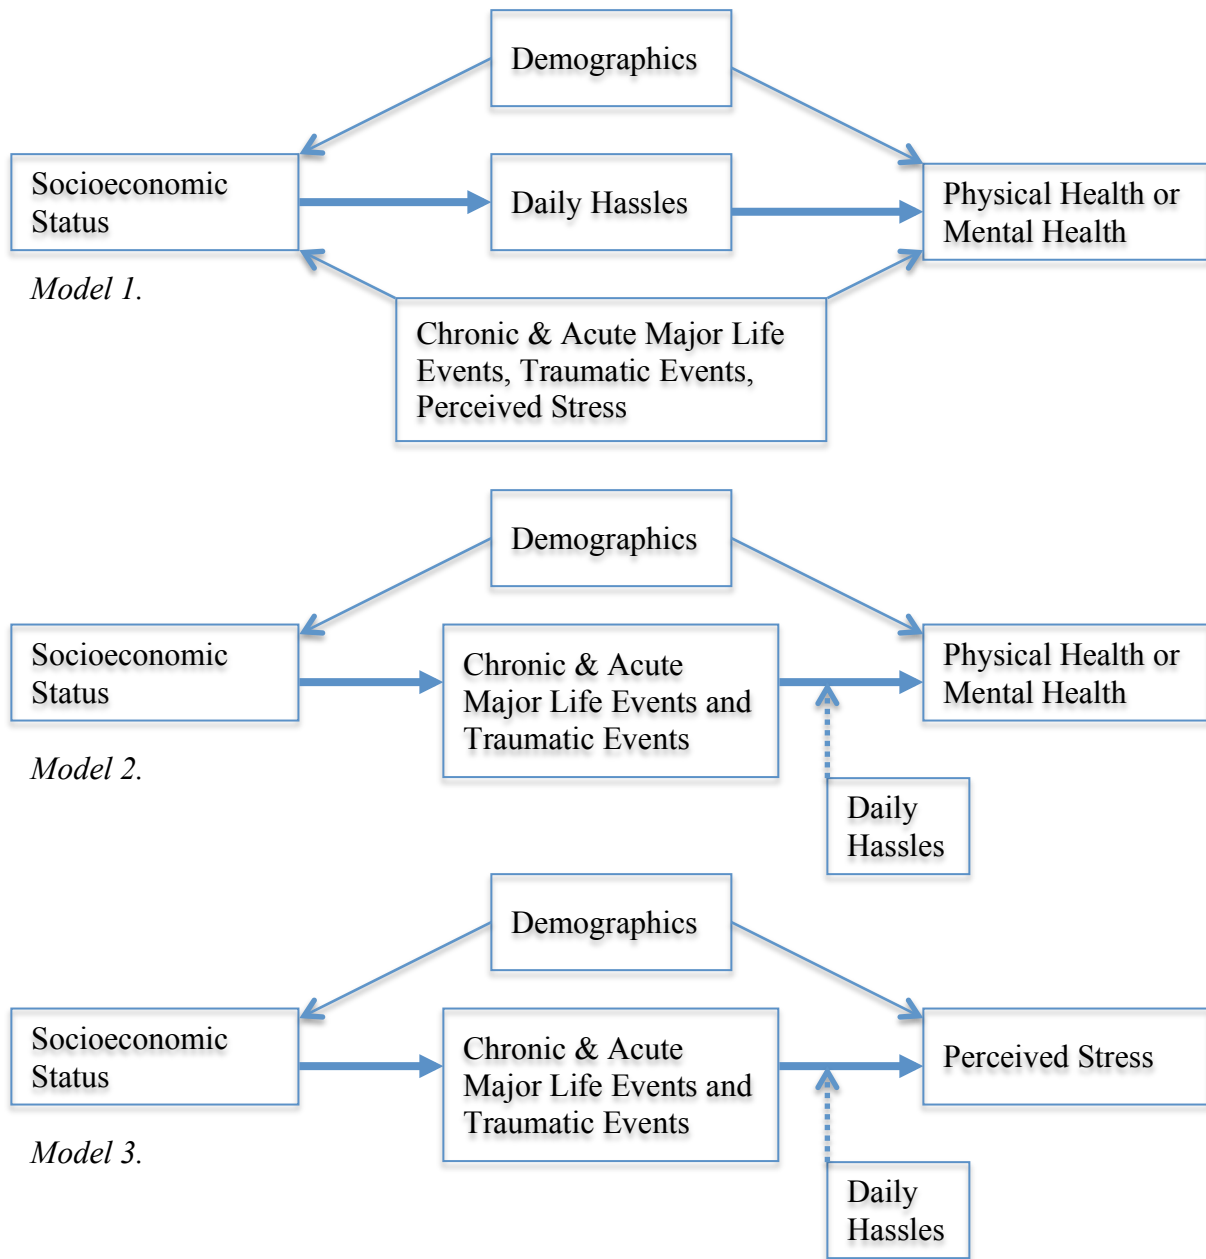 Demographics
Socioeconomic
Status
Daily Hassles
Physical Health or
Mental Health
Model 1.
Chronic & Acute Major Life
Events, Traumatic Events,
Perceived Stress
Demographics
Socioeconomic
Status
Chronic & Acute
Major Life Events and
Traumatic Events
Physical Health or
Mental Health
Model 2.
Daily
Hassles
Demographics
Socioeconomic
Status
Chronic & Acute
Major Life Events and
Traumatic Events
Perceived Stress
Model 3.
Daily
Hassles